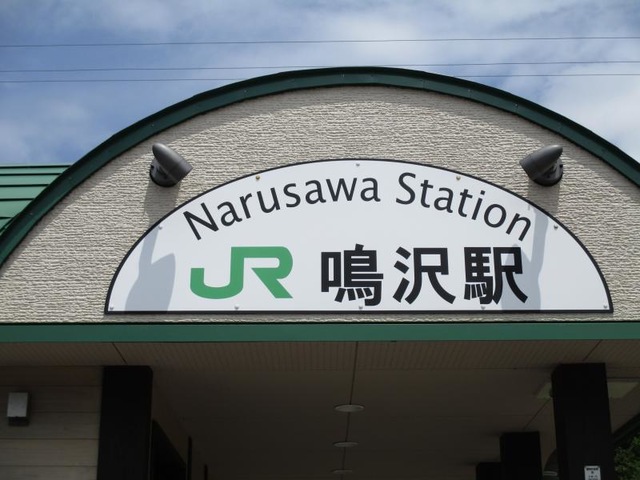 Narusawa Station
JR 鳴沢駅